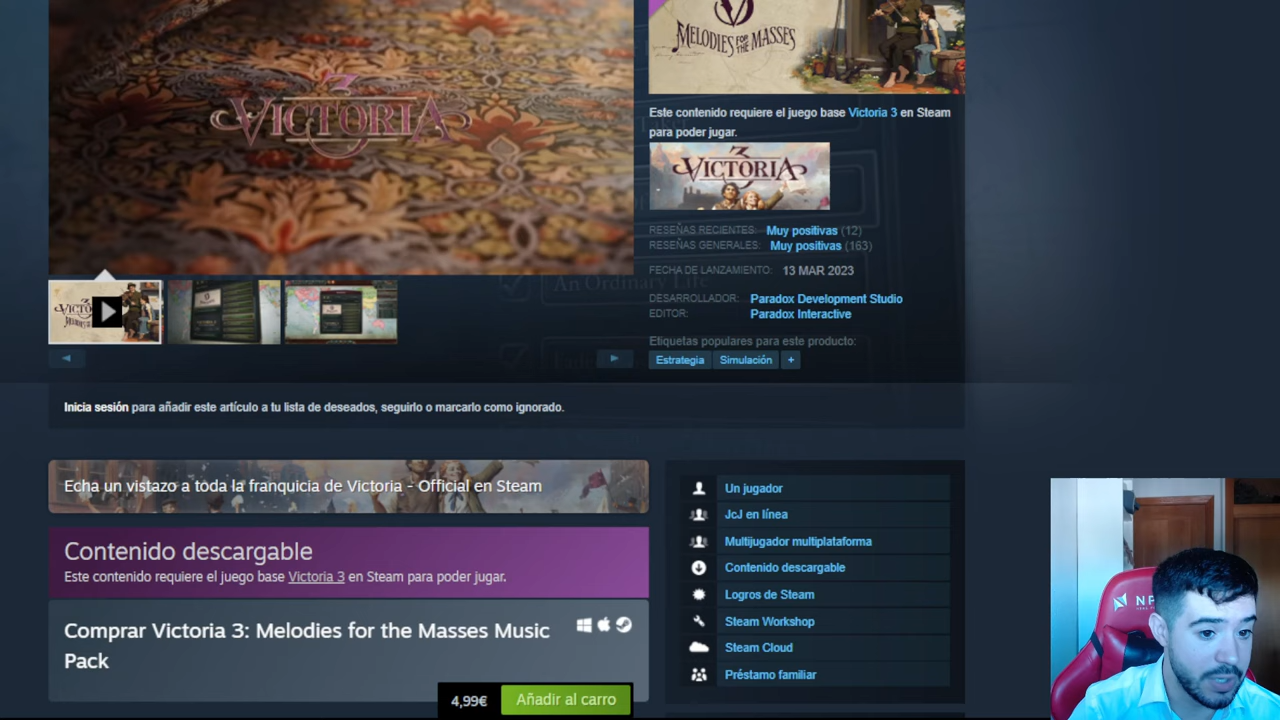 VICTORIA
3
MELODIES FOR THE MASSES
Este contenido requiere el juego base Victoria 3 en Steam
para poder jugar.
VICTORIA
3
RESEÑAS RECIENTES: Muy positivas (12)
RESEÑAS GENERALES: Muy positivas (163)
FECHA DE LANZAMIENTO: 13 MAR 2023
An Ordinary Life
DESARROLLADOR: Paradox Development Studio
EDITOR: Paradox Interactive
Etiquetas populares para este producto:
Estrategia Simulación +
Inicia sesión para añadir este artículo a tu lista de deseados, seguirlo o marcarlo como ignorado.
Echa un vistazo a toda la franquicia de Victoria - Official en Steam
Contenido descargable
Este contenido requiere el juego base Victoria 3 en Steam para poder jugar.
Comprar Victoria 3: Melodies for the Masses Music
Pack
4,99€ Añadir al carro
Un jugador
JcJ en línea
Multijugador multiplataforma
Contenido descargable
Logros de Steam
Steam Workshop
Steam Cloud
Préstamo familiar